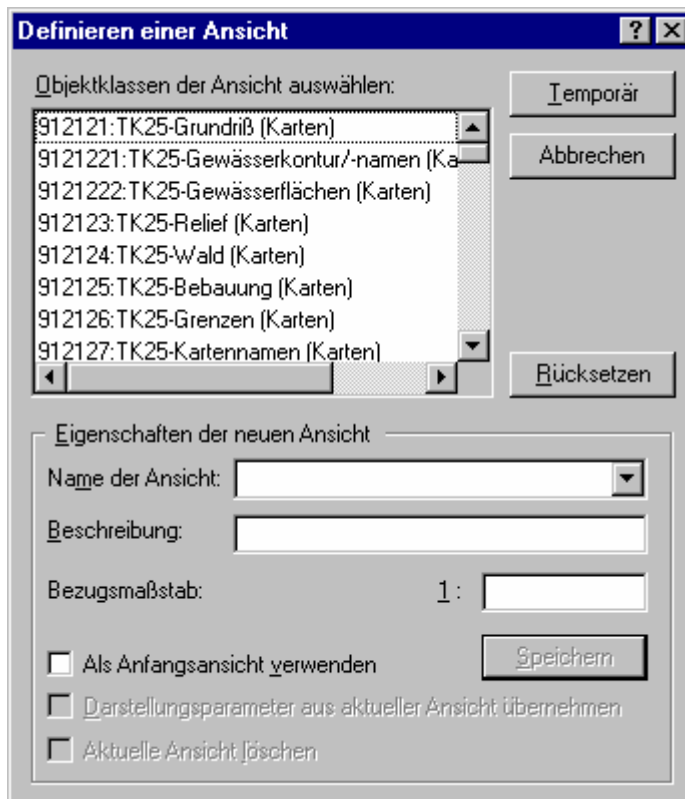 Definieren einer Ansicht
Objektklassen der Ansicht auswählen:
912121:TK25-Grundriß (Karten)
9121221:TK25-Gewässerkontur/-namen (Ka
9121222:TK25-Gewässerflächen (Karten)
912123:TK25-Relief (Karten)
912124:TK25-Wald (Karten)
912125:TK25-Bebauung (Karten)
912126:TK25-Grenzen (Karten)
912127:TK25-Kartennamen (Karten)
Temporär
Abbrechen
Rücksetzen
Eigenschaften der neuen Ansicht
Name der Ansicht:
Beschreibung:
Bezugsmaßstab: 1 :
Als Anfangsansicht verwenden
Speichern
Darstellungsparameter aus aktueller Ansicht übernehmen
Aktuelle Ansicht löschen